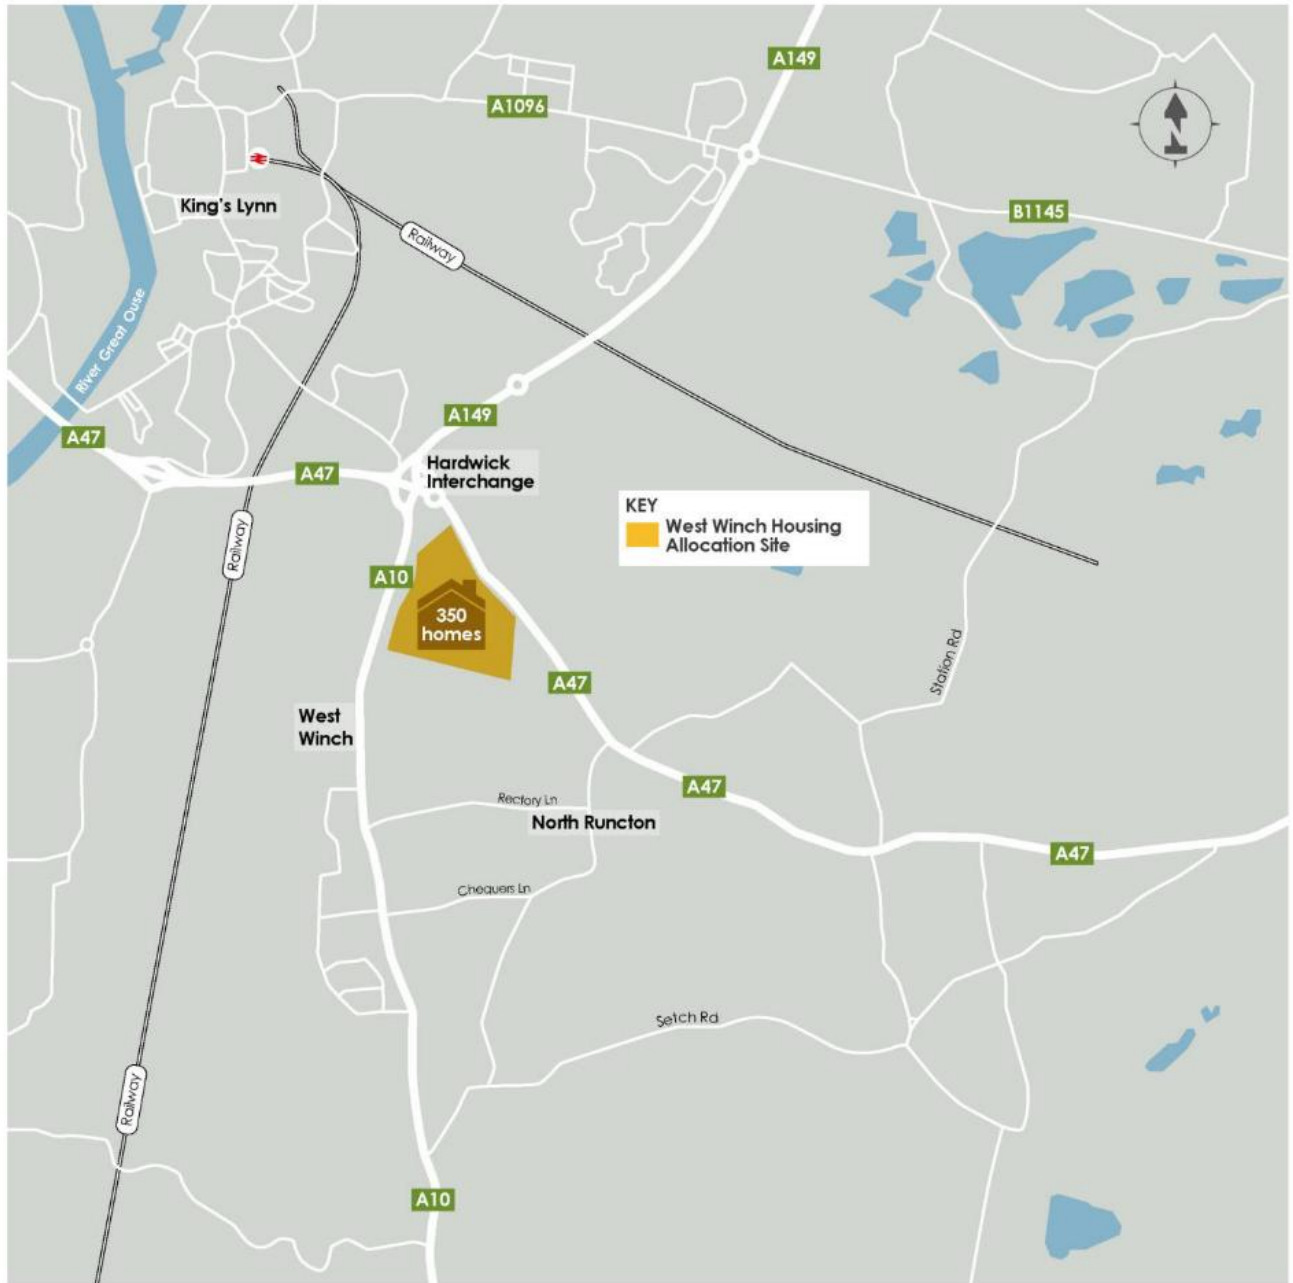 A149
A1096
N
King's Lynn
B1145
Railway
River Great Ouse
A149
A47
A47
Hardwick
Interchange
KEY
West Winch Housing
Allocation Site
Railway
A10
350
homes
Station Rd
A47
West
Winch
A47
Rectory Ln
North Runcton
A47
Chequers Ln
Setch Rd
Railway
A10